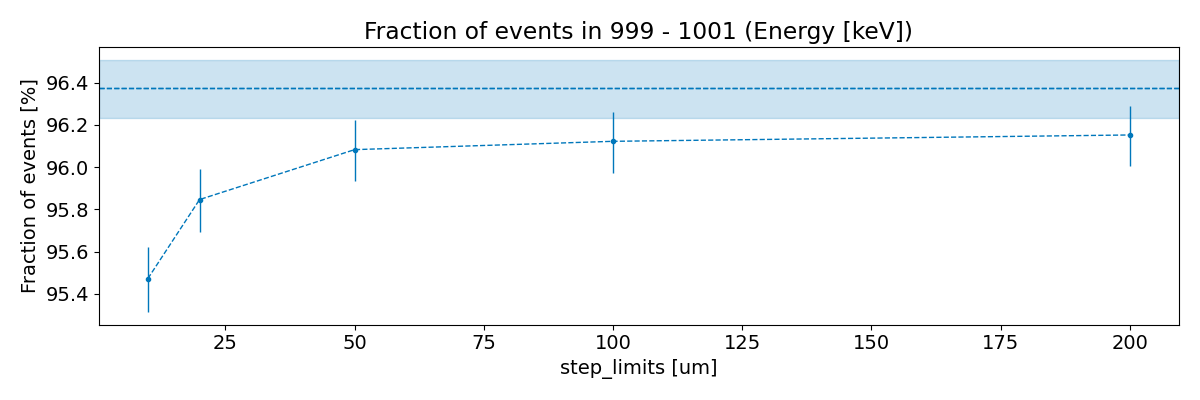 Fraction of events in 999 - 1001 (Energy [keV])
Fraction of events [%]
96.4
96.2
96.0
95.8
95.6
95.4
25 50 75 100 125 150 175 200
step_limits [um]